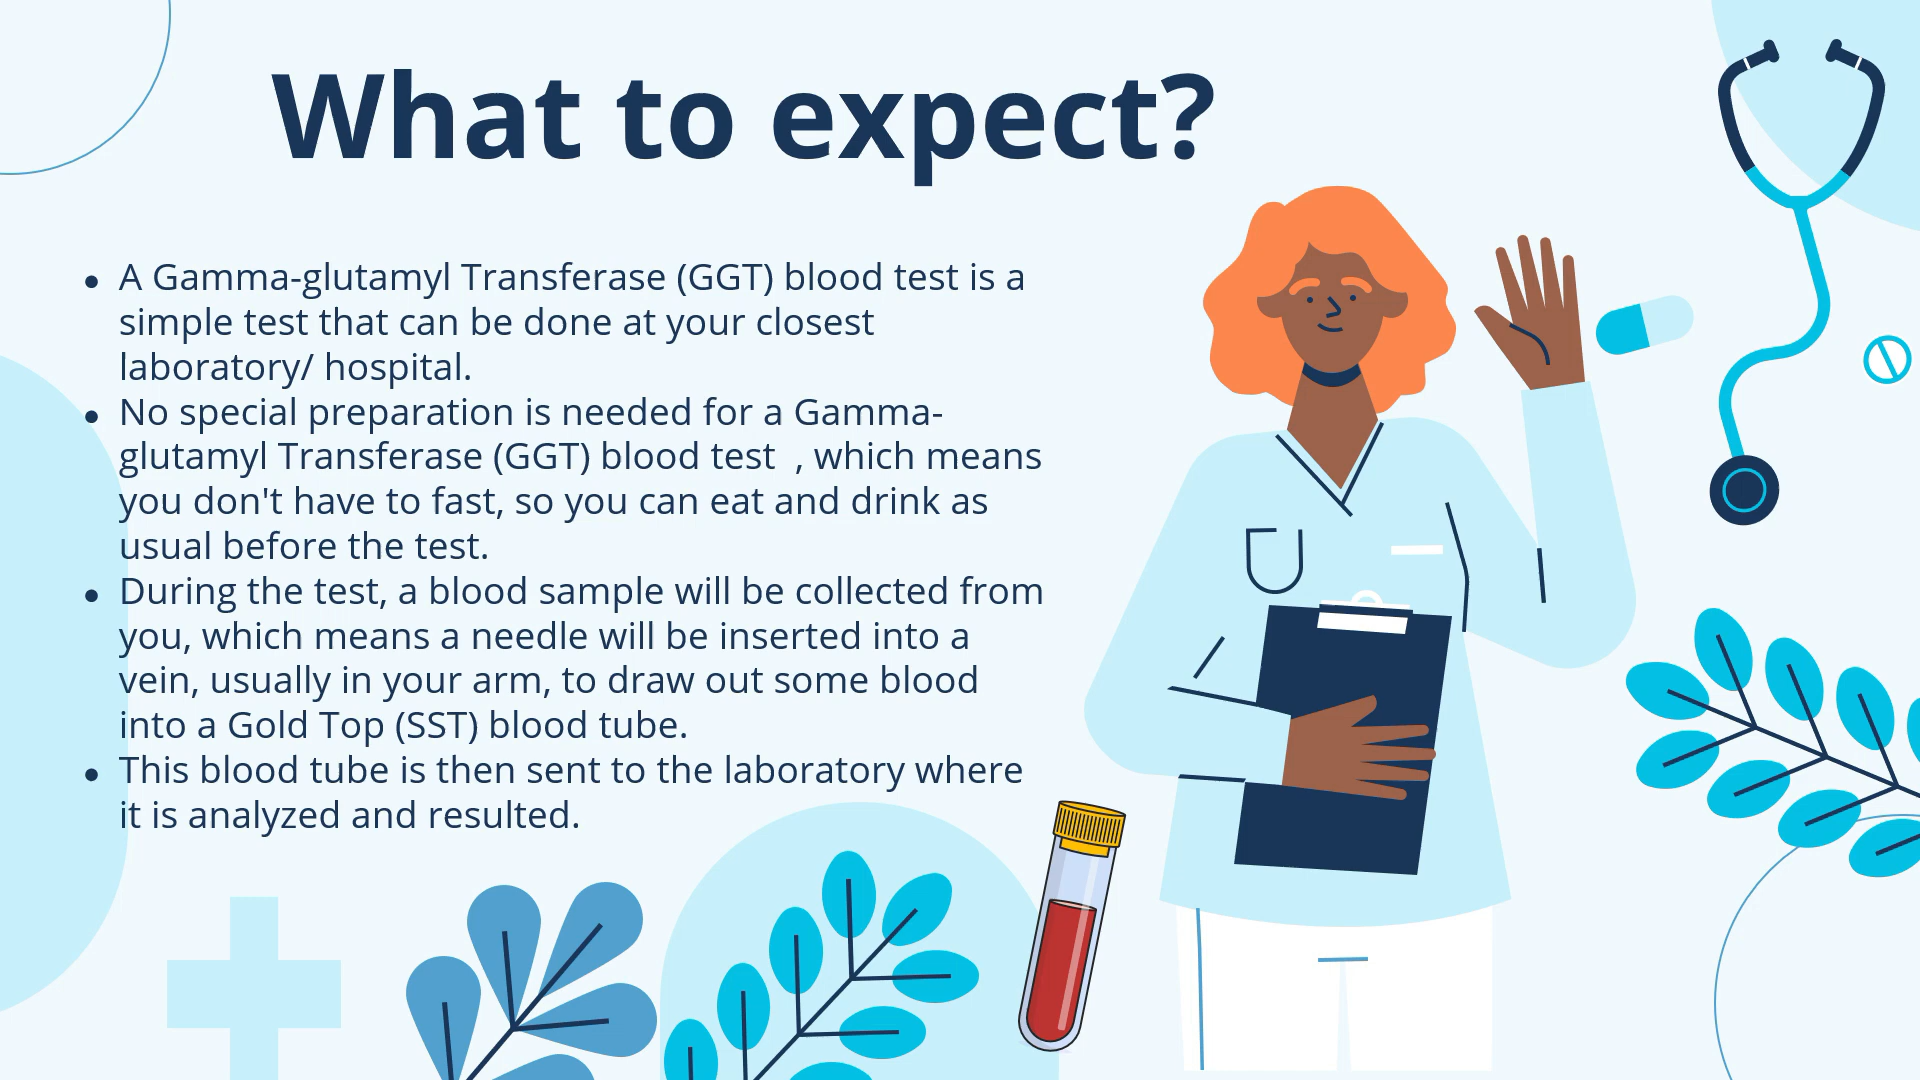 What to expect?
• A Gamma-glutamyl Transferase (GGT) blood test is a
simple test that can be done at your closest
laboratory/ hospital.
• No special preparation is needed for a Gamma-
glutamyl Transferase (GGT) blood test  , which means
you don't have to fast, so you can eat and drink as
usual before the test.
• During the test, a blood sample will be collected from
you, which means a needle will be inserted into a
vein, usually in your arm, to draw out some blood
into a Gold Top (SST) blood tube.
• This blood tube is then sent to the laboratory where
it is analyzed and resulted.